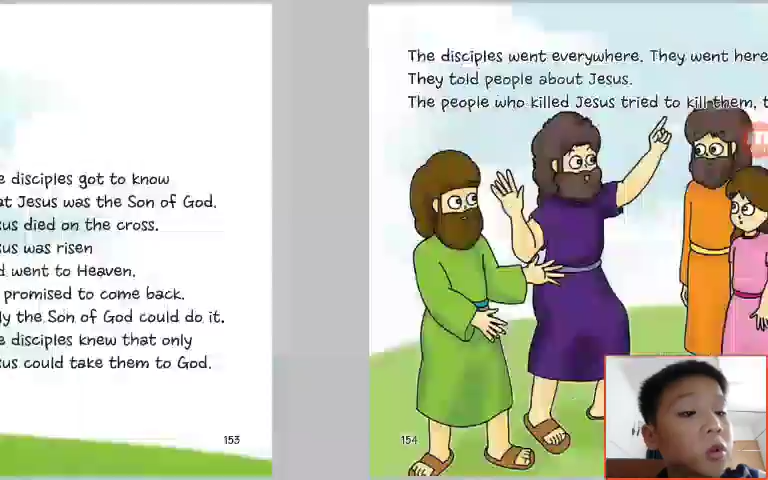 e disciples got to know
at Jesus was the Son of God.
sus died on the cross.
sus was risen
d went to Heaven.
promised to come back.
ly the Son of God could do it.
e disciples knew that only
sus could take them to God.
153
The disciples went everywhere. They went here
They told people about Jesus.
The people who killed Jesus tried to kill them, t
154